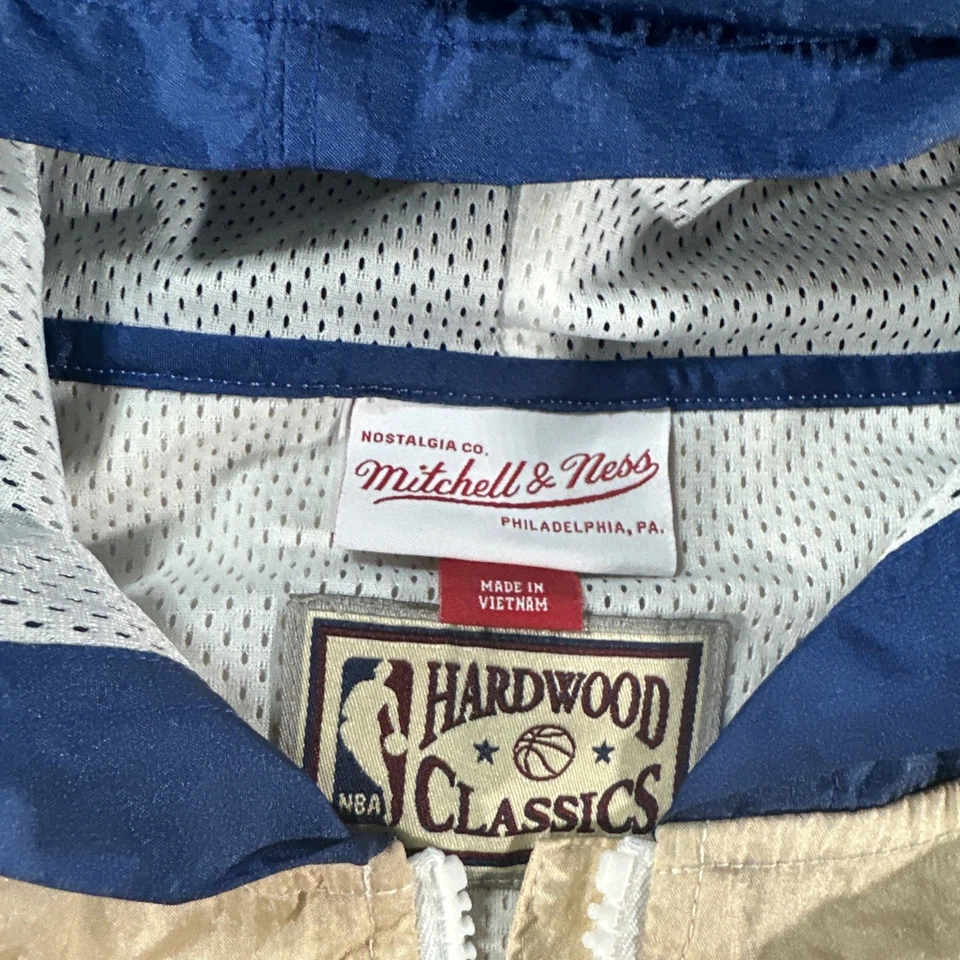 NOSTALGIA CO.
Mitchell & Ness
PHILADELPHIA, PA.
MADE IN
VIETNAM
HARDWOOD
CLASSICS
NBA